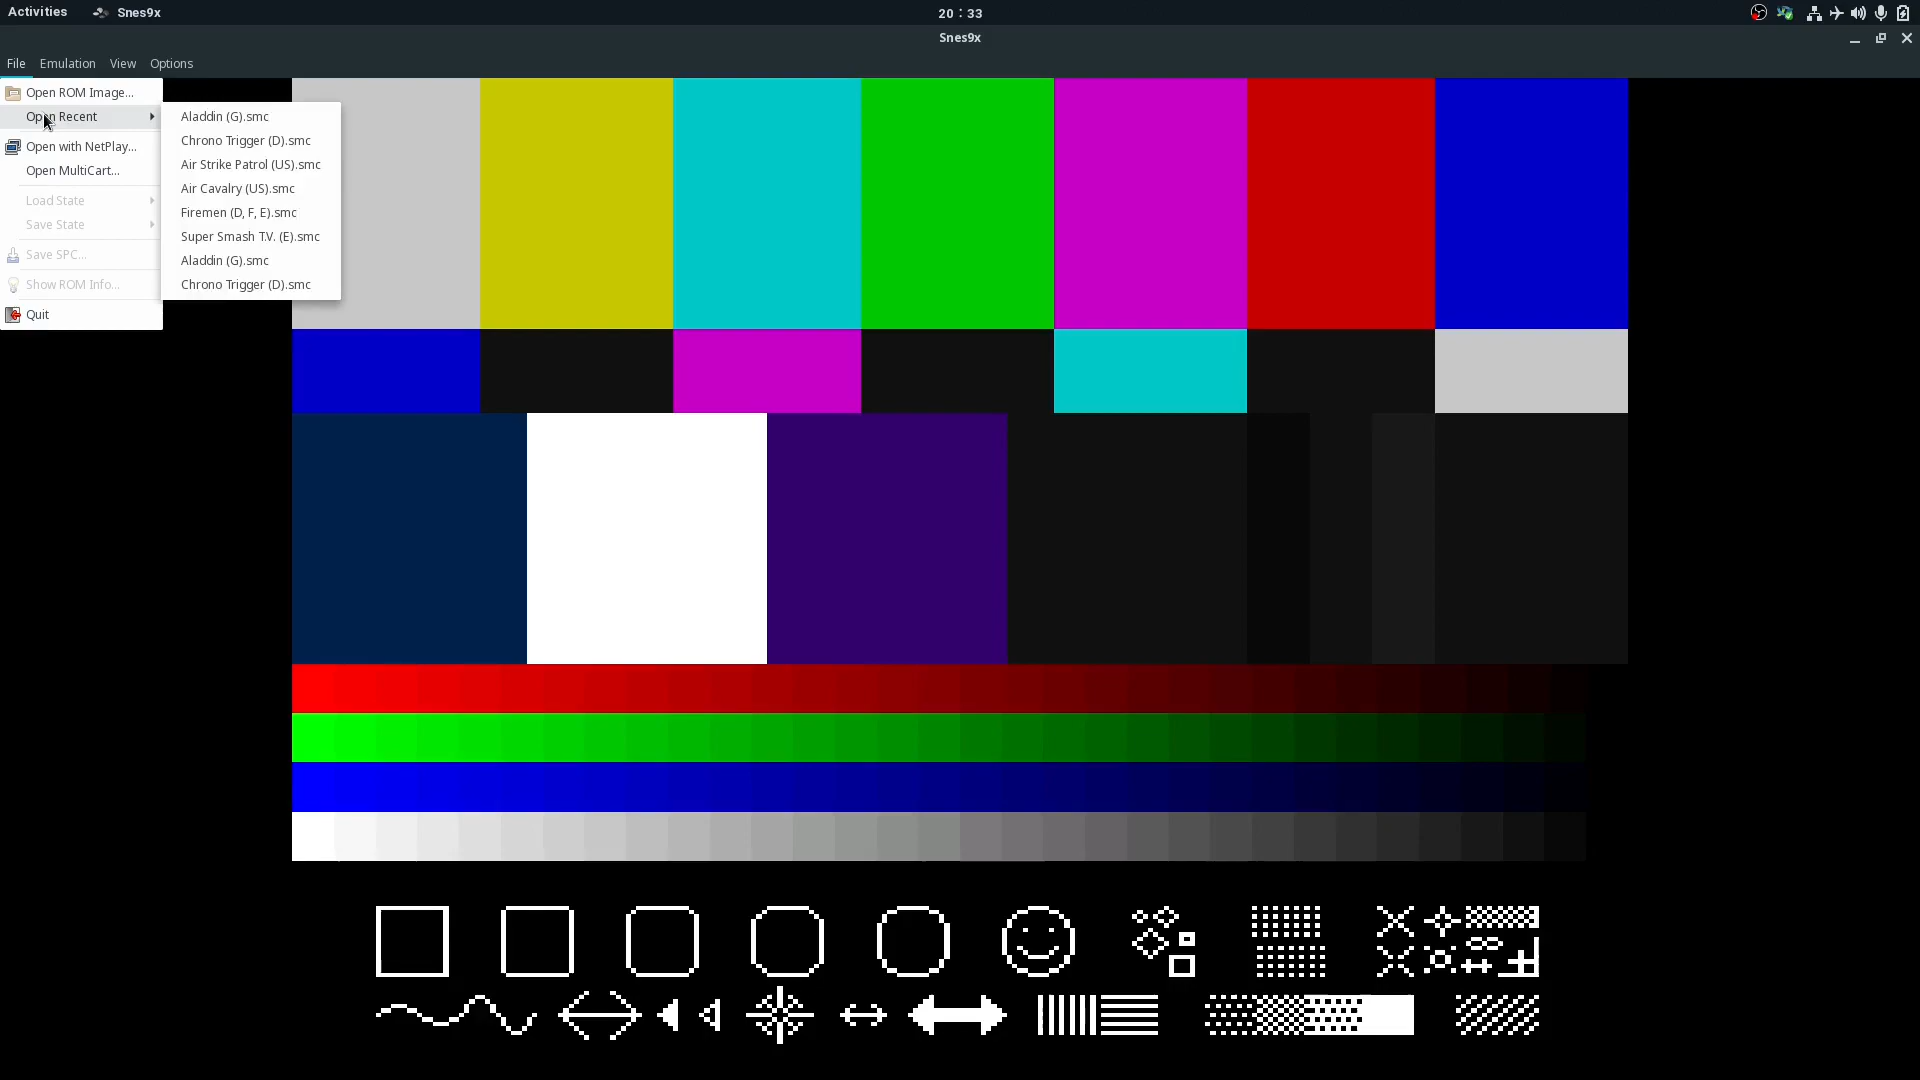 Activities
Snes9x
20 : 33
Snes9x
File
Emulation
View
Options
Open ROM Image...
Open Recent
Open with NetPlay...
Open MultiCart...
Load State
Save State
Save SPC...
Show ROM Info...
Quit
Aladdin (G).smc
Chrono Trigger (D).smc
Air Strike Patrol (US).smc
Air Cavalry (US).smc
Firemen (D, F, E).smc
Super Smash T.V. (E).smc
Aladdin (G).smc
Chrono Trigger (D).smc